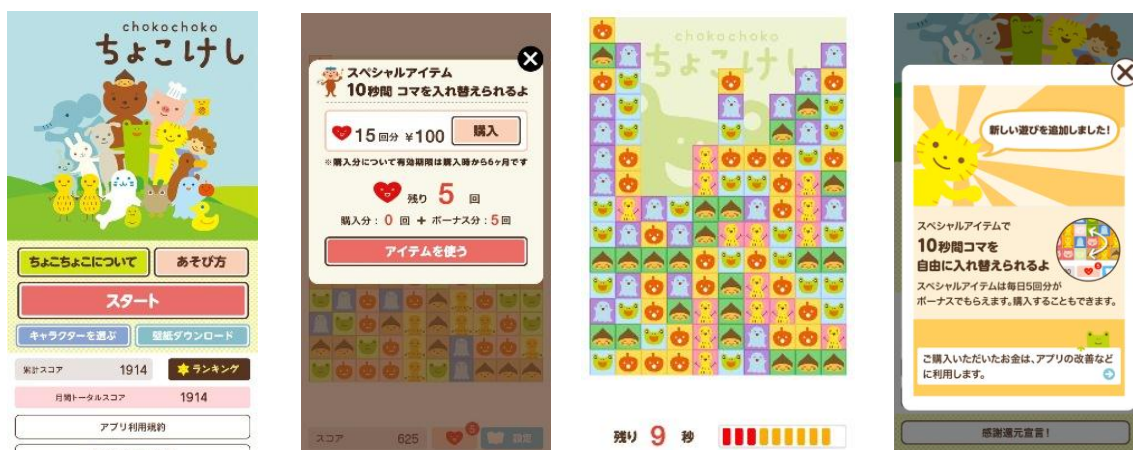 chokochoko
ちょこけし
ちょこちょこについて
あそび方
スタート
キャラクターを選ぶ
壁紙ダウンロード
累計スコア 1914
ランキング
月間トータルスコア 1914
アプリ利用規約
スペシャルアイテム
10秒間 コマを入れ替えられるよ
15回分 ¥100
購入
※購入分について有効期限は購入時から6ヶ月です
残り 5 回
購入分：0 回 + ボーナス分：5回
アイテムを使う
スコア 625
5
設定
chokochoko
ちょこけし
残り 9 秒
新しい遊びを追加しました！
スペシャルアイテムで
10秒間コマを
自由に入れ替えられるよ
スペシャルアイテムは毎日5回分が
ボーナスでもらえます。購入することもできます。
ご購入いただいたお金は、アプリの改善など
に利用します。
感謝還元宣言！